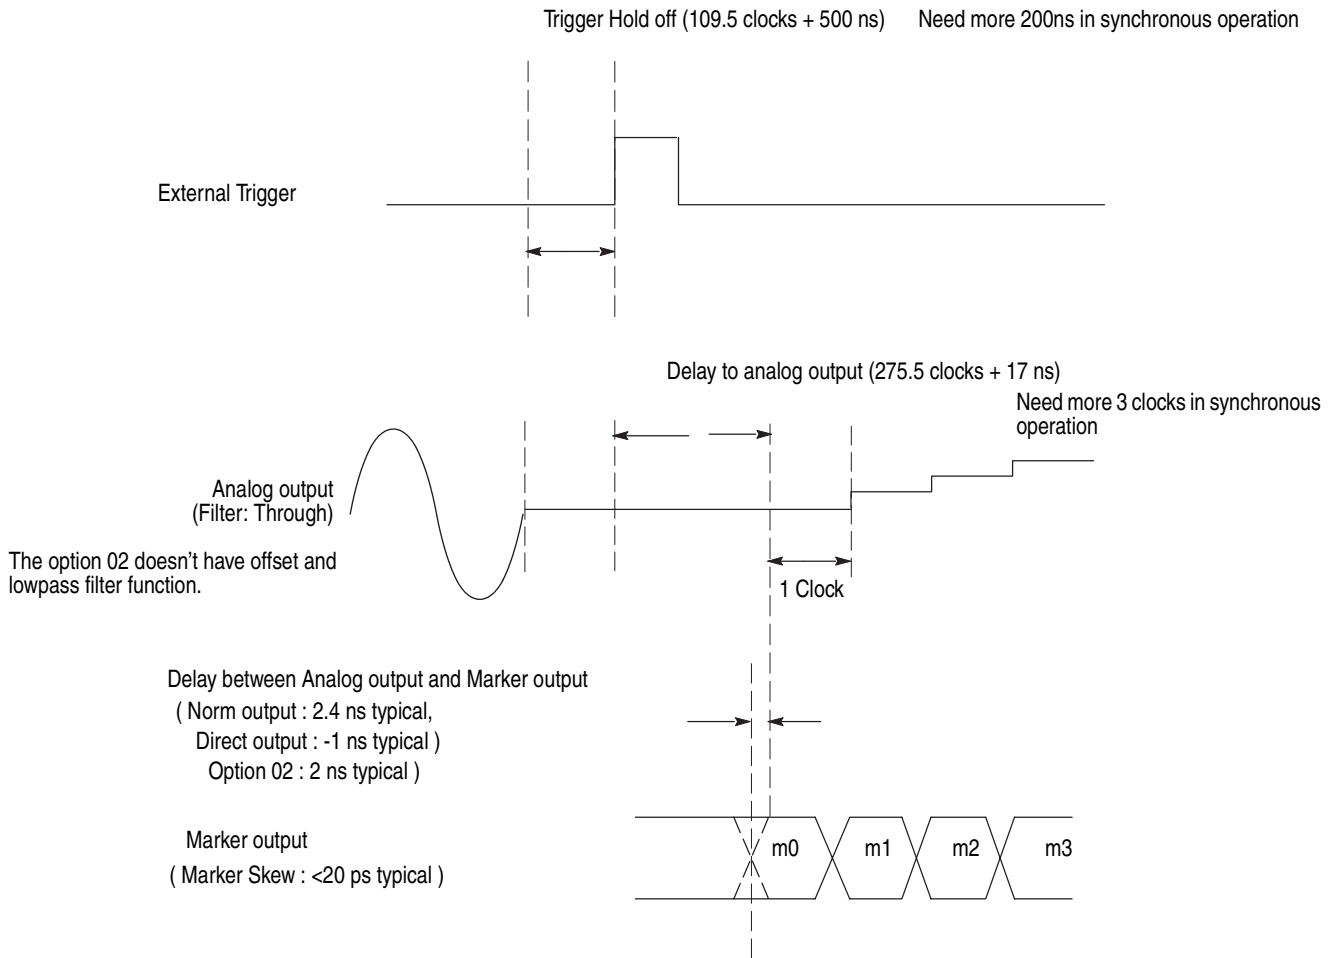 Trigger Hold off (109.5 clocks + 500 ns)
Need more 200ns in synchronous operation
External Trigger
Delay to analog output (275.5 clocks + 17 ns)
Need more 3 clocks in synchronous
operation
Analog output
(Filter: Through)
The option 02 doesn't have offset and
lowpass filter function.
1 Clock
Delay between Analog output and Marker output
( Norm output : 2.4 ns typical,
Direct output : -1 ns typical )
Option 02 : 2 ns typical )
Marker output
( Marker Skew : <20 ps typical )
m0
m1
m2
m3